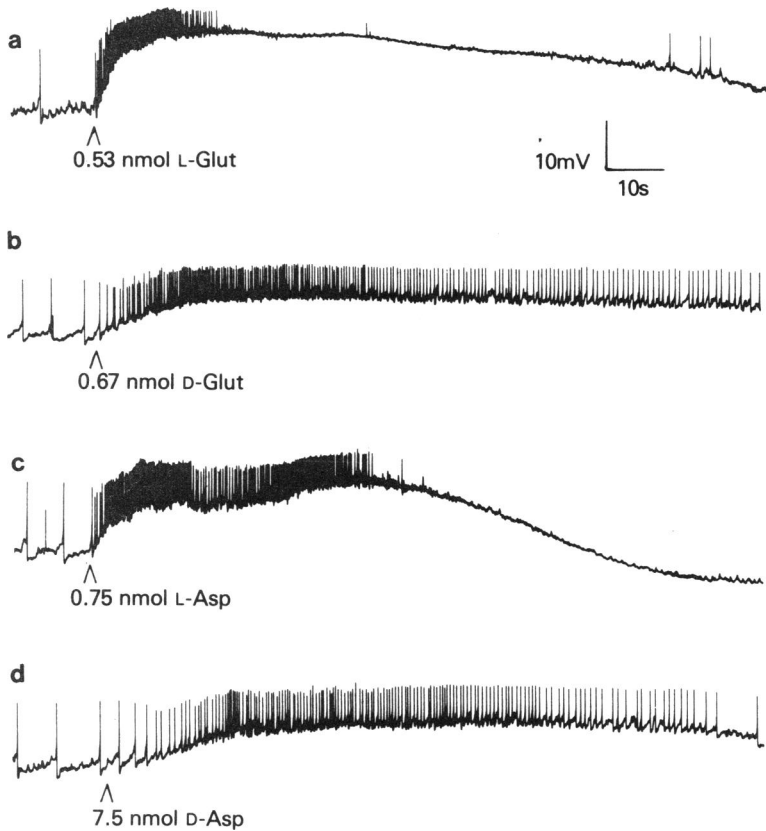 a
0.53 nmol L-Glut
10mV
10s
b
0.67 nmol D-Glut
c
0.75 nmol L-Asp
d
7.5 nmol D-Asp